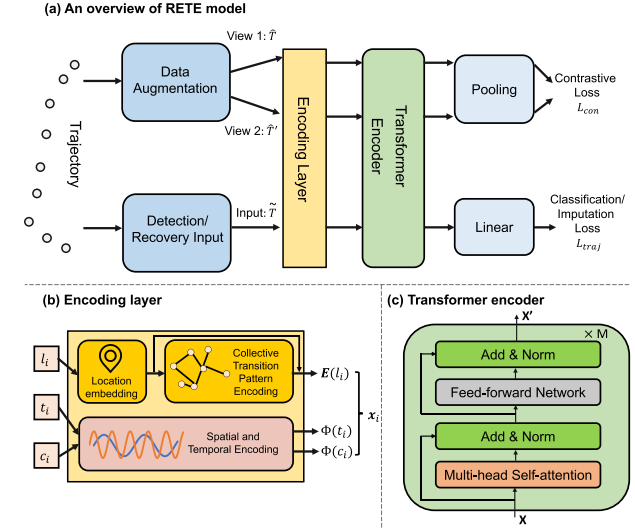 (a) An overview of RETE model
View 1: T̂
Data
Augmentation
View 2: T̂′
Trajectory
Detection/
Recovery Input
Input: T̃
Encoding Layer
Transformer
Encoder
Pooling
Contrastive
Loss
L_con
Linear
Classification/
Imputation
Loss
L_traj
(b) Encoding layer
l_i
Location
embedding
Collective
Transition
Pattern
Encoding
E(l_i)
t_i
c_i
Spatial and
Temporal Encoding
Φ(t_i)
Φ(c_i)
x_i
(c) Transformer encoder
X′
× M
Add & Norm
Feed-forward Network
Add & Norm
Multi-head Self-attention
X